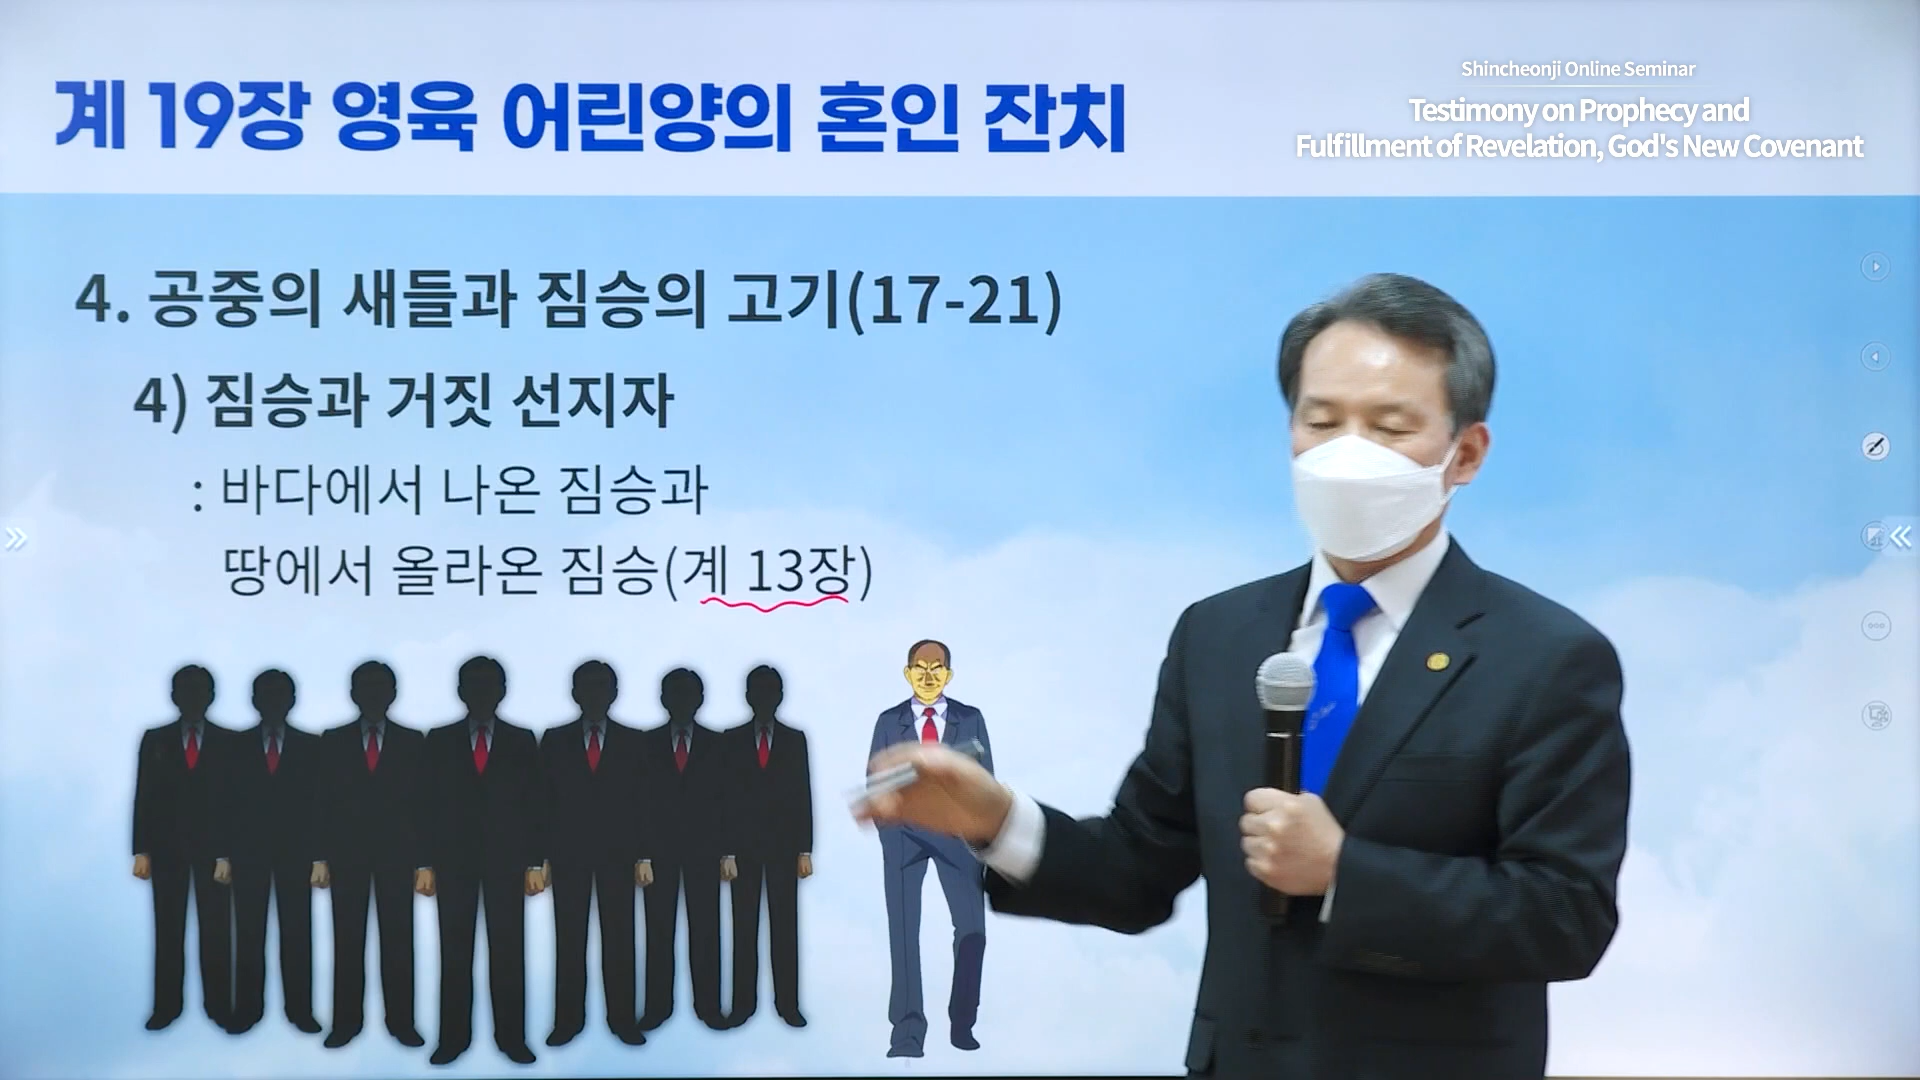 계 19장 영육 어린양의 혼인 잔치
Shincheonji Online Seminar
Testimony on Prophecy and
Fulfillment of Revelation, God's New Covenant
4. 공중의 새들과 짐승의 고기(17-21)
4) 짐승과 거짓 선지자
: 바다에서 나온 짐승과
땅에서 올라온 짐승(계 13장)